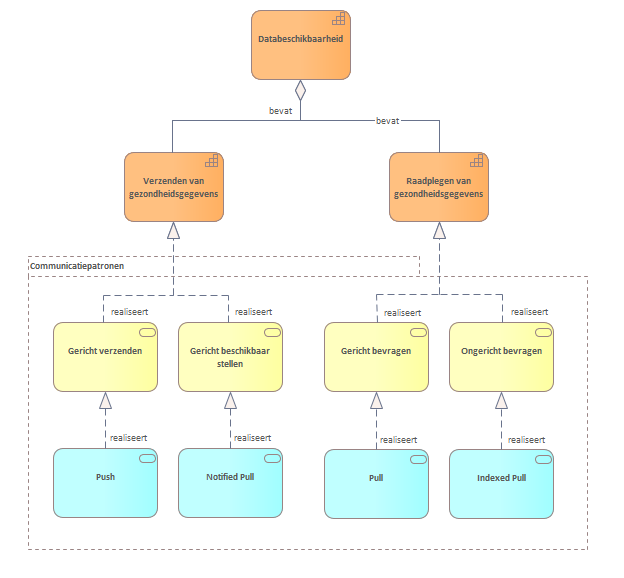 Databeschikbaarheid
bevat
bevat
Verzenden van
gezondheidsgegevens
Raadplegen van
gezondheidsgegevens
Communicatiepatronen
realiseert
realiseert
realiseert
realiseert
Gericht verzenden
Gericht beschikbaar
stellen
Gericht bevragen
Ongericht bevragen
realiseert
realiseert
realiseert
realiseert
Push
Notified Pull
Pull
Indexed Pull